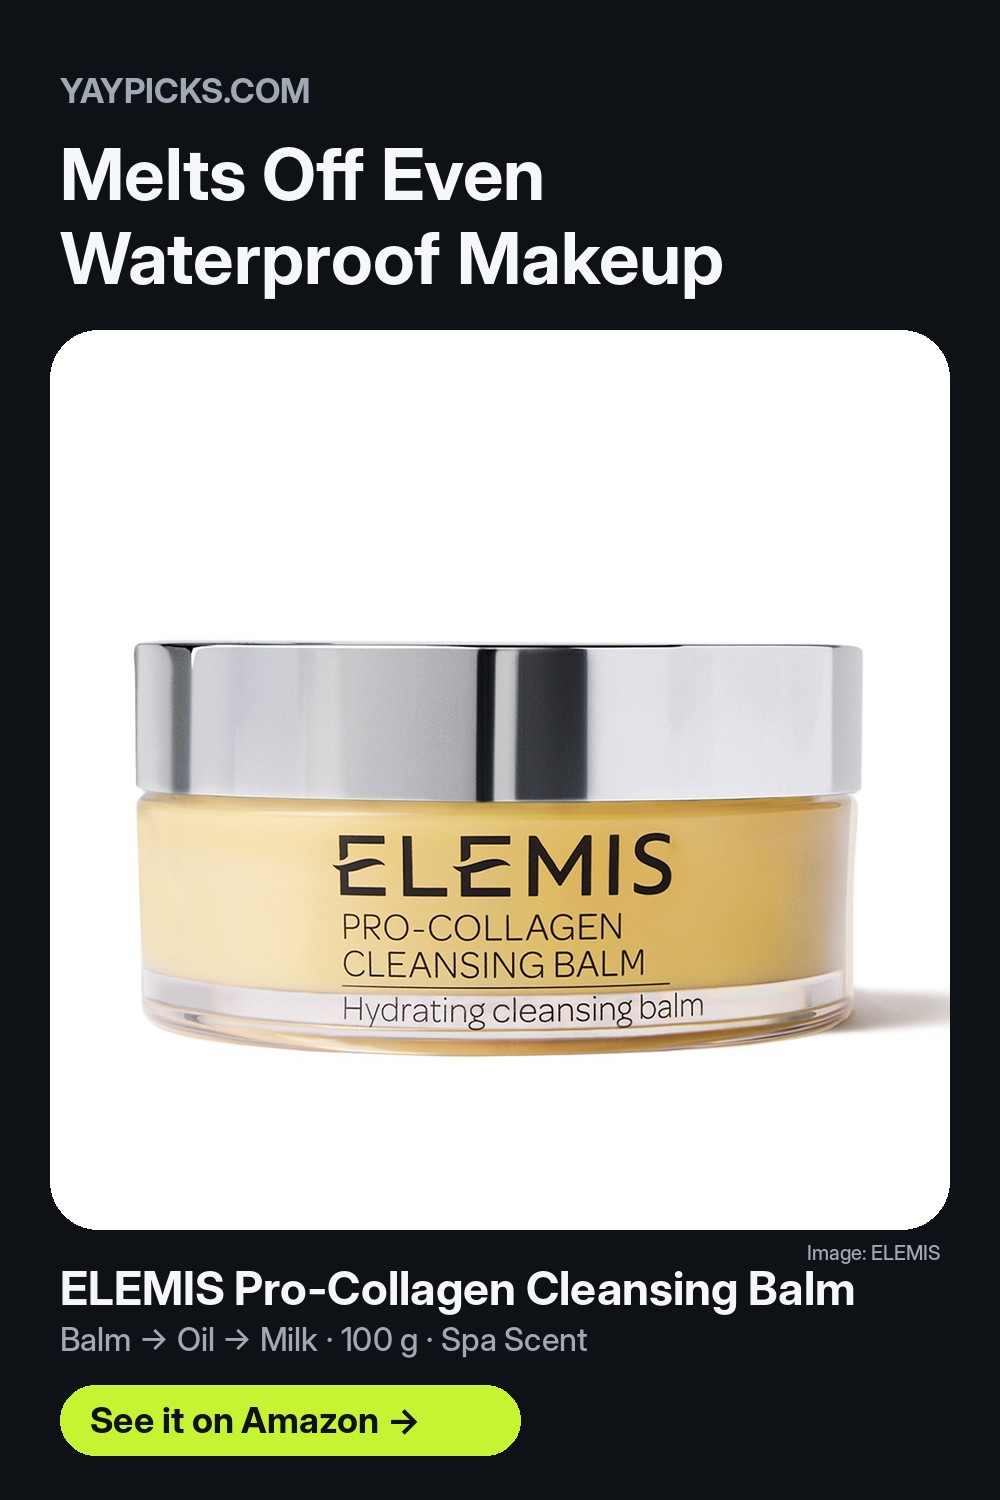 YAYPICKS.COM
Melts Off Even
Waterproof Makeup
ELEMIS
PRO-COLLAGEN
CLEANSING BALM
Hydrating cleansing balm
Image: ELEMIS
ELEMIS Pro-Collagen Cleansing Balm
Balm → Oil → Milk · 100 g · Spa Scent
See it on Amazon →